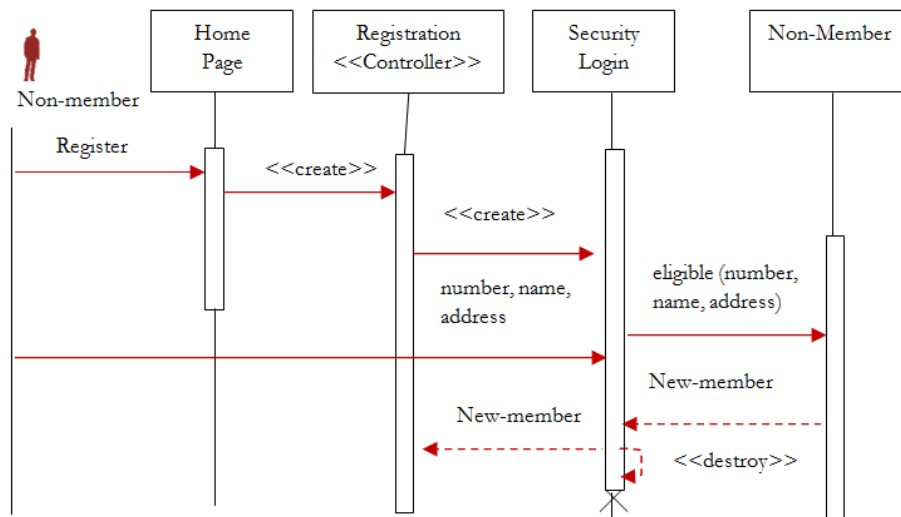 Home
Page
Registration
<<Controller>>
Security
Login
Non-Member
Non-member
Register
<<create>>
<<create>>
number, name,
address
eligible (number,
name, address)
New-member
New-member
<<destroy>>